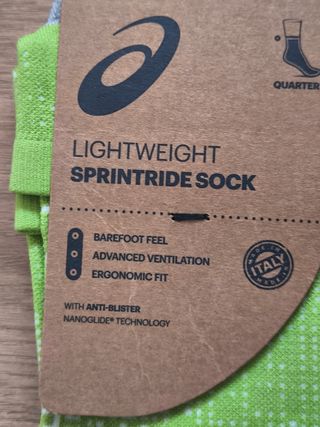 QUARTER
LIGHTWEIGHT
SPRINTRIDE SOCK
BAREFOOT FEEL
ADVANCED VENTILATION
ERGONOMIC FIT
MADE IN
ITALY
MADE IN
WITH ANTI-BLISTER
NANOGLIDE® TECHNOLOGY